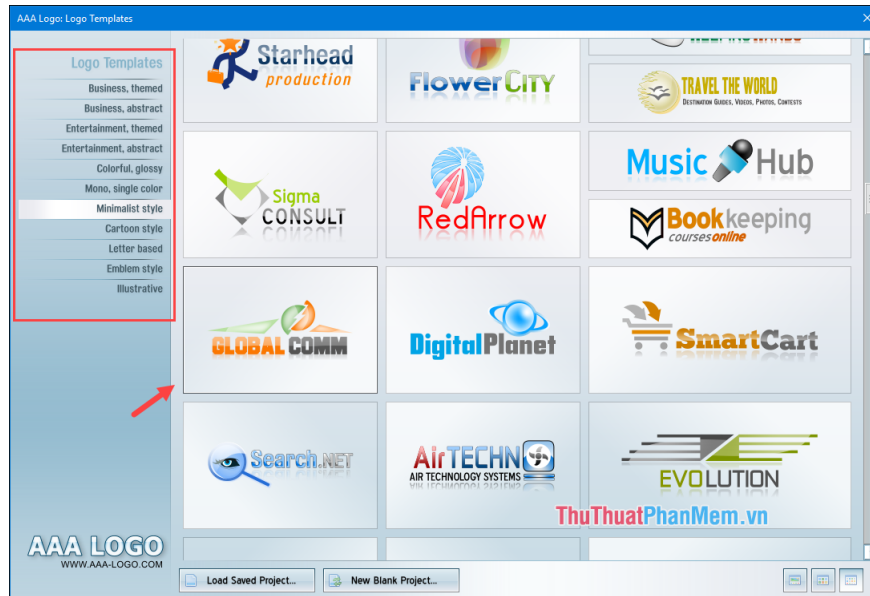 AAA Logo: Logo Templates
Logo Templates
Business, themed
Business, abstract
Entertainment, themed
Entertainment, abstract
Colorful, glossy
Mono, single color
Minimalist style
Cartoon style
Letter based
Emblem style
Illustrative
AAA LOGO
WWW.AAA-LOGO.COM
Starhead
production
FlowerCity
TRAVEL THE WORLD
Destination Guides, Videos, Photos, Contests
Sigma
CONSULT
RedArrow
Music Hub
Bookkeeping
courses online
GLOBAL COMM
DigitalPlanet
SmartCart
Search.NET
AirTECHNO
AIR TECHNOLOGY SYSTEMS
EVOLUTION
ThuThuatPhanMem.vn
Load Saved Project...
New Blank Project...